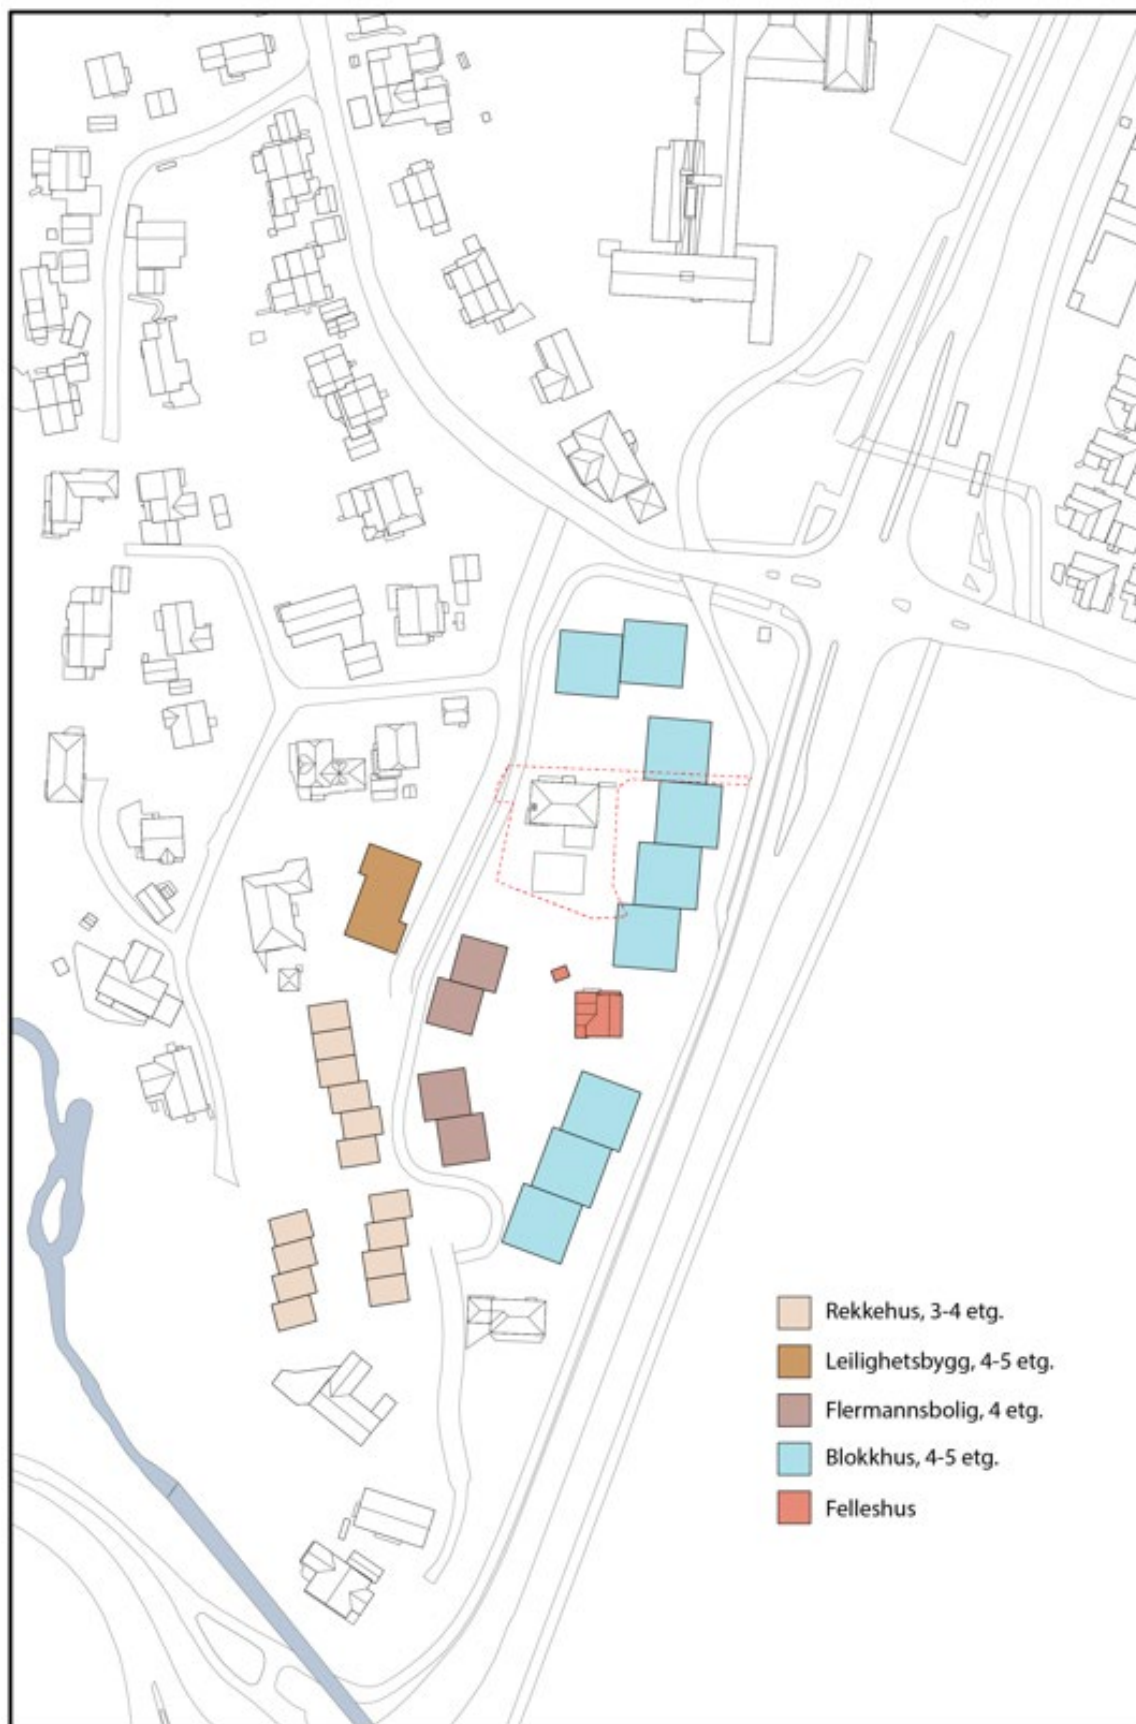 Rekkehus, 3-4 etg.
Leilighetsbygg, 4-5 etg.
Flermannsbolig, 4 etg.
Blokkhus, 4-5 etg.
Felleshus